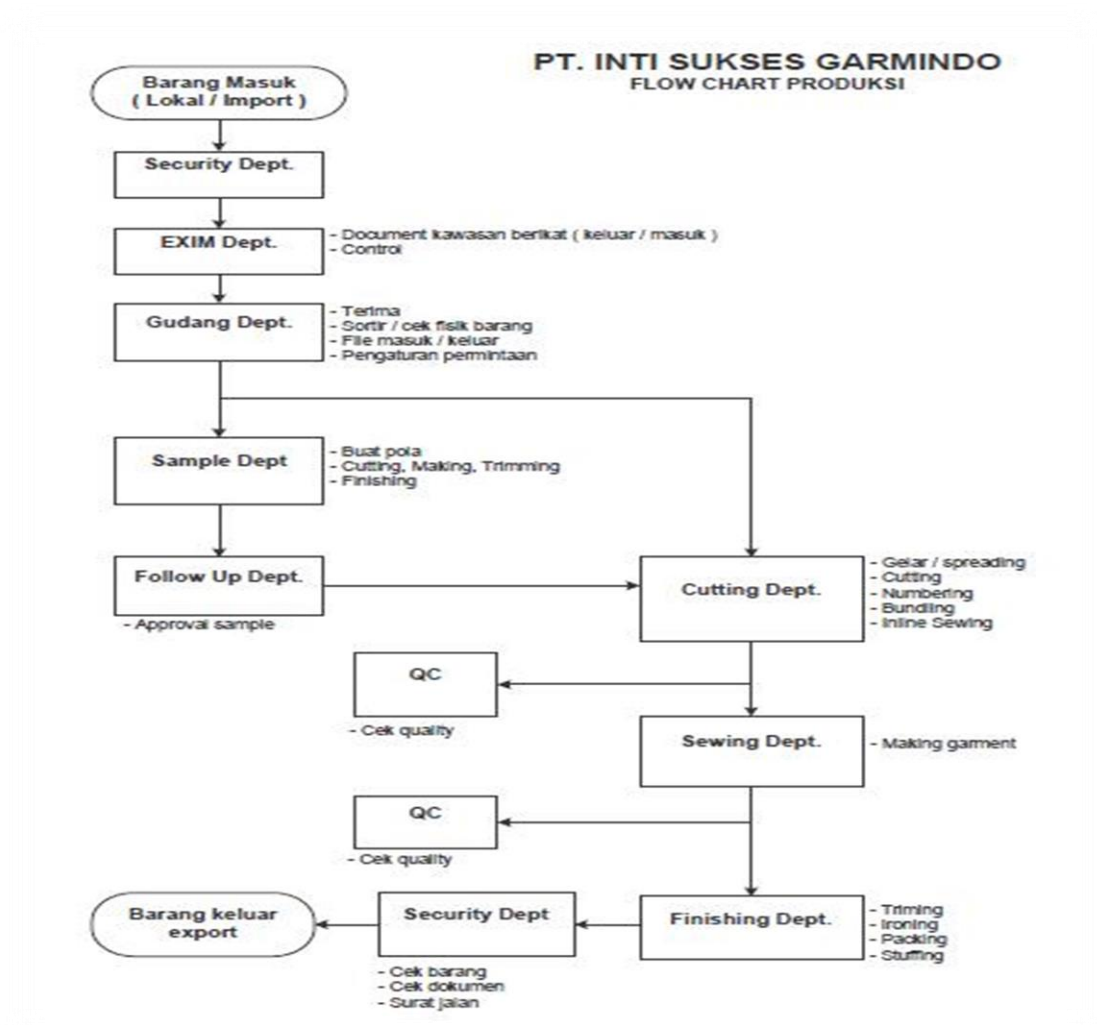 PT. INTI SUKSES GARMINDO
FLOW CHART PRODUKSI
Barang Masuk
( Lokal / Import )
Security Dept.
EXIM Dept.
- Document kawasan berikat ( keluar / masuk )
- Control
Gudang Dept.
- Terima
- Sortir / cek fisik barang
- File masuk / keluar
- Pengaturan permintaan
Sample Dept
- Buat pola
- Cutting, Making, Trimming
- Finishing
Follow Up Dept.
- Approval sample
Cutting Dept.
- Gelar / spreading
- Cutting
- Numbering
- Bundling
- Inline Sewing
QC
- Cek quality
Sewing Dept.
- Making garment
QC
- Cek quality
Finishing Dept.
- Triming
- Ironing
- Packing
- Stuffing
Security Dept
- Cek barang
- Cek dokumen
- Surat jalan
Barang keluar
export